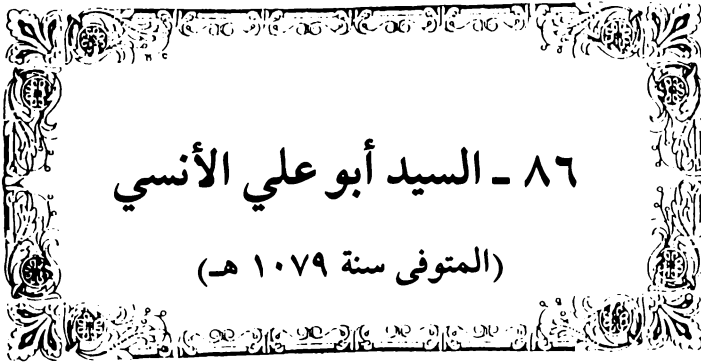 ٨٦ ـ السيد أبو علي الأنسي
(المتوفى سنة ١٠٧٩ هـ)